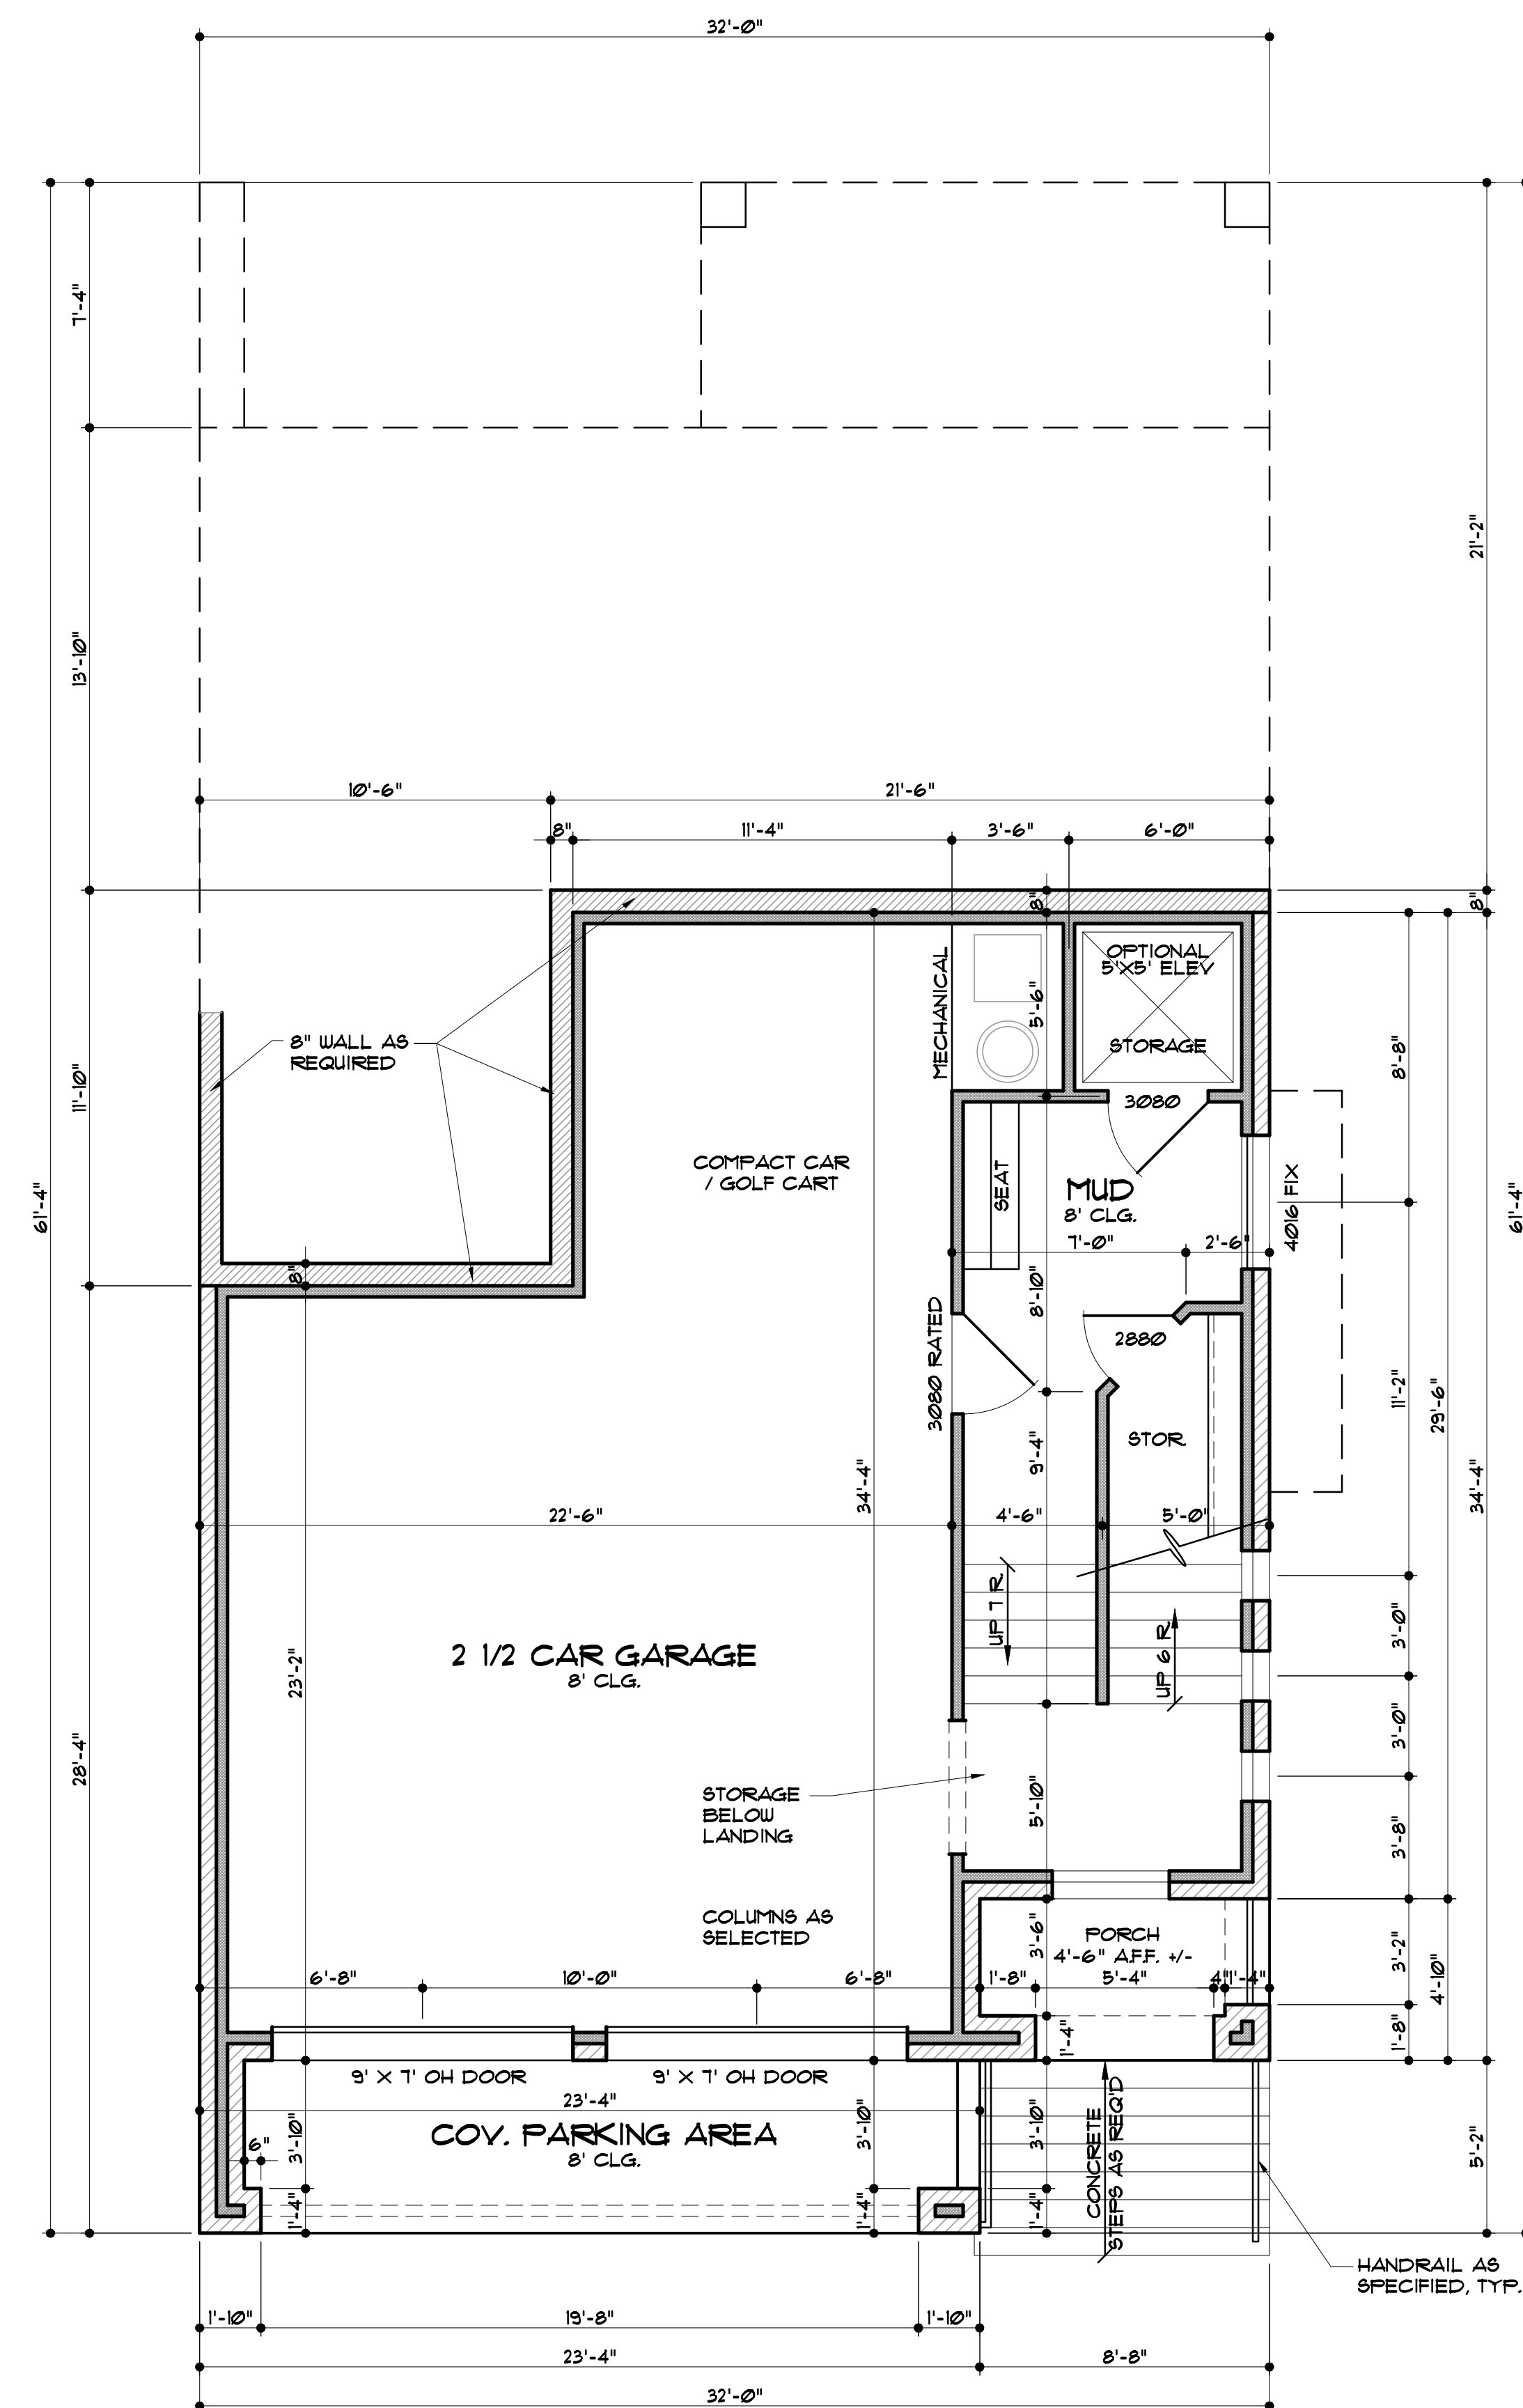 32'-0"
7'-4"
21'-2"
13'-10"
10'-6"
21'-6"
8"
11'-4"
3'-6"
6'-0"
8"
8"
OPTIONAL
5'X5' ELEV
MECHANICAL
5'-6"
STORAGE
8" WALL AS
REQUIRED
8'-8"
11'-10"
3080
COMPACT CAR
/ GOLF CART
SEAT
MUD
8' CLG.
4016 FIX
61'-4"
61'-4"
7'-0"
2'-6"
8"
8'-10"
3080 RATED
2880
11'-2"
29'-6"
STOR.
9'-4"
34'-4"
34'-4"
22'-6"
4'-6"
5'-0"
UP 7 R.
UP 6 R.
3'-0"
2 1/2 CAR GARAGE
8' CLG.
23'-2"
3'-0"
28'-4"
STORAGE
BELOW
LANDING
5'-10"
3'-8"
COLUMNS AS
SELECTED
3'-6"
PORCH
4'-6" A.F.F. +/-
3'-2"
4'-10"
6'-8"
10'-0"
6'-8"
1'-8"
5'-4"
4"
1'-4"
1'-4"
1'-8"
9' X 7' OH DOOR
9' X 7' OH DOOR
23'-4"
COV. PARKING AREA
8' CLG.
6"
3'-10"
3'-10"
3'-10"
CONCRETE
STEPS AS REQ'D
5'-2"
1'-4"
1'-4"
1'-4"
HANDRAIL AS
SPECIFIED, TYP.
1'-10"
19'-8"
1'-10"
23'-4"
8'-8"
32'-0"